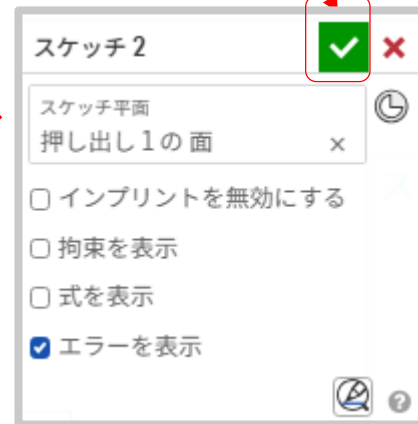 スケッチ 2
スケッチ平面
押し出し 1 の 面
インプリントを無効にする
拘束を表示
式を表示
エラーを表示